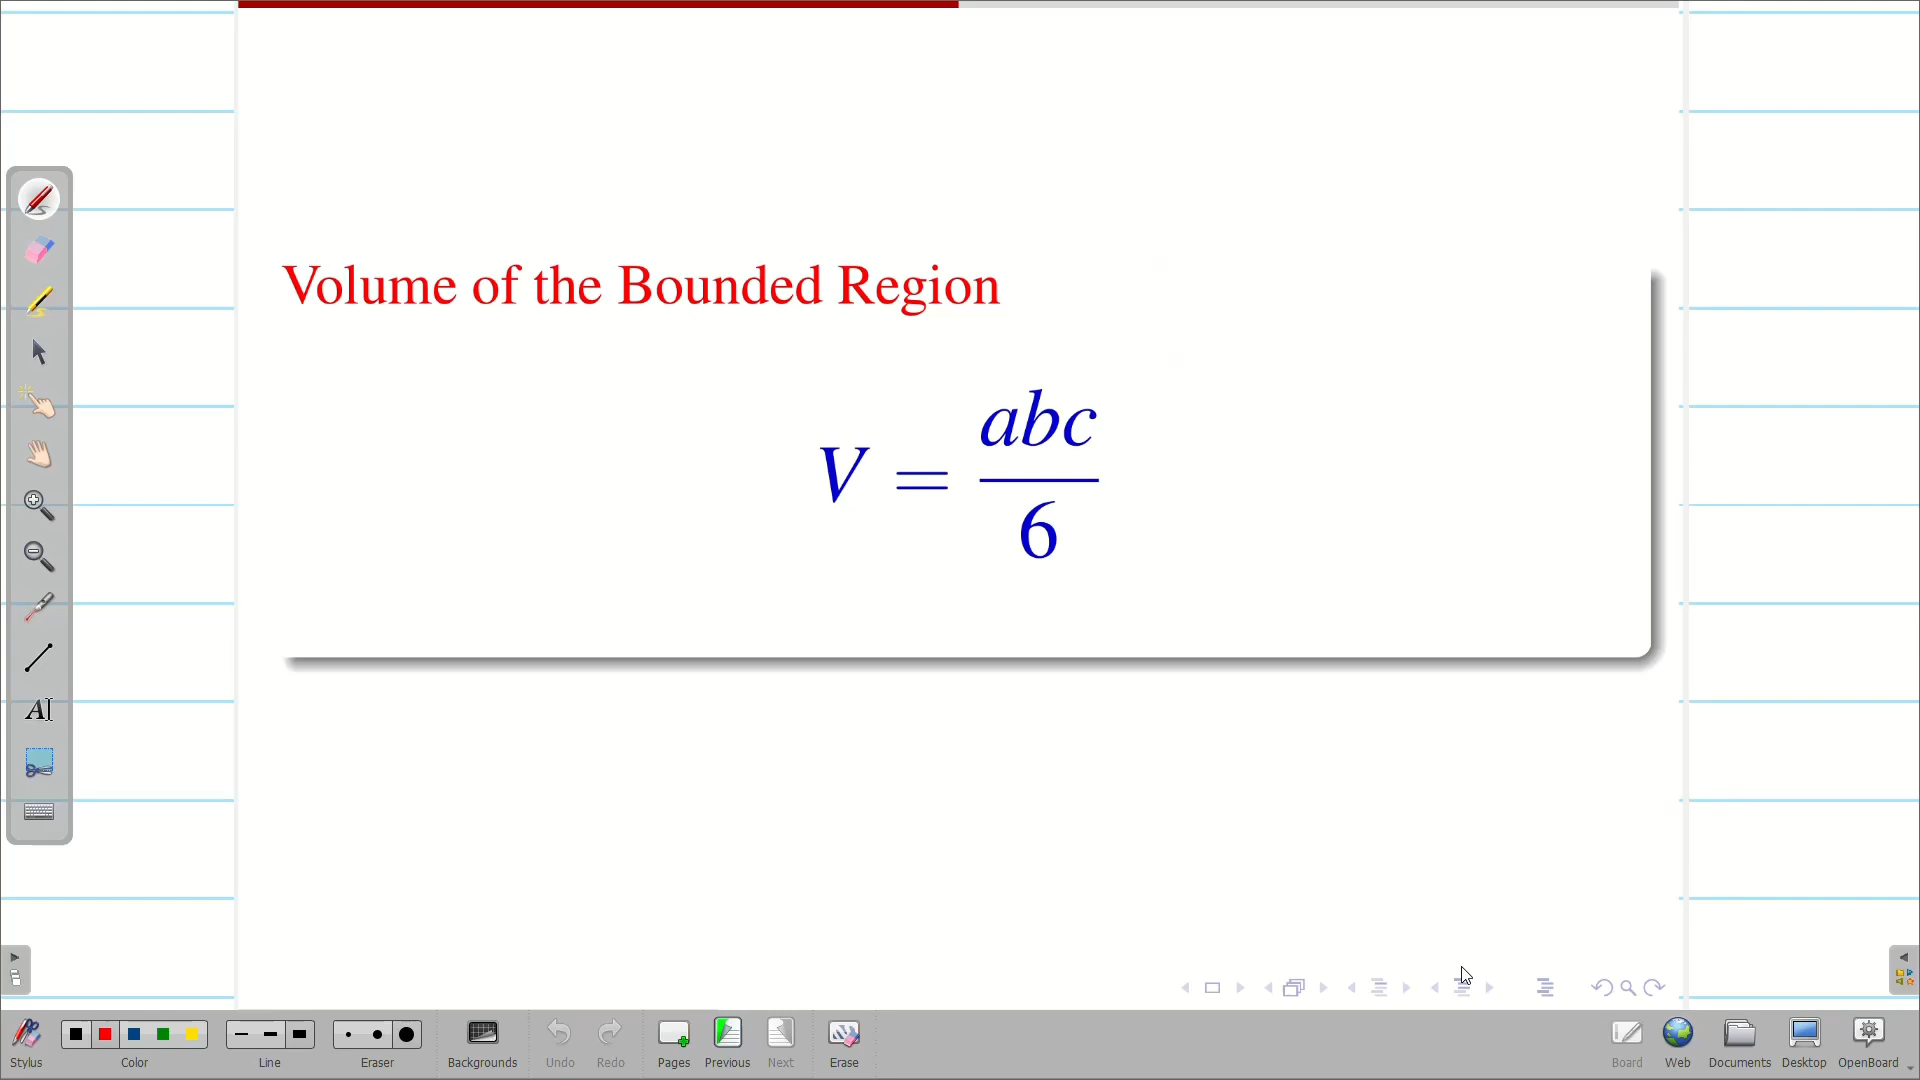 Volume of the Bounded Region
V = abc/6
Stylus Color Line Eraser Backgrounds Undo Redo Pages Previous Next Erase Board Web Documents Desktop OpenBoard